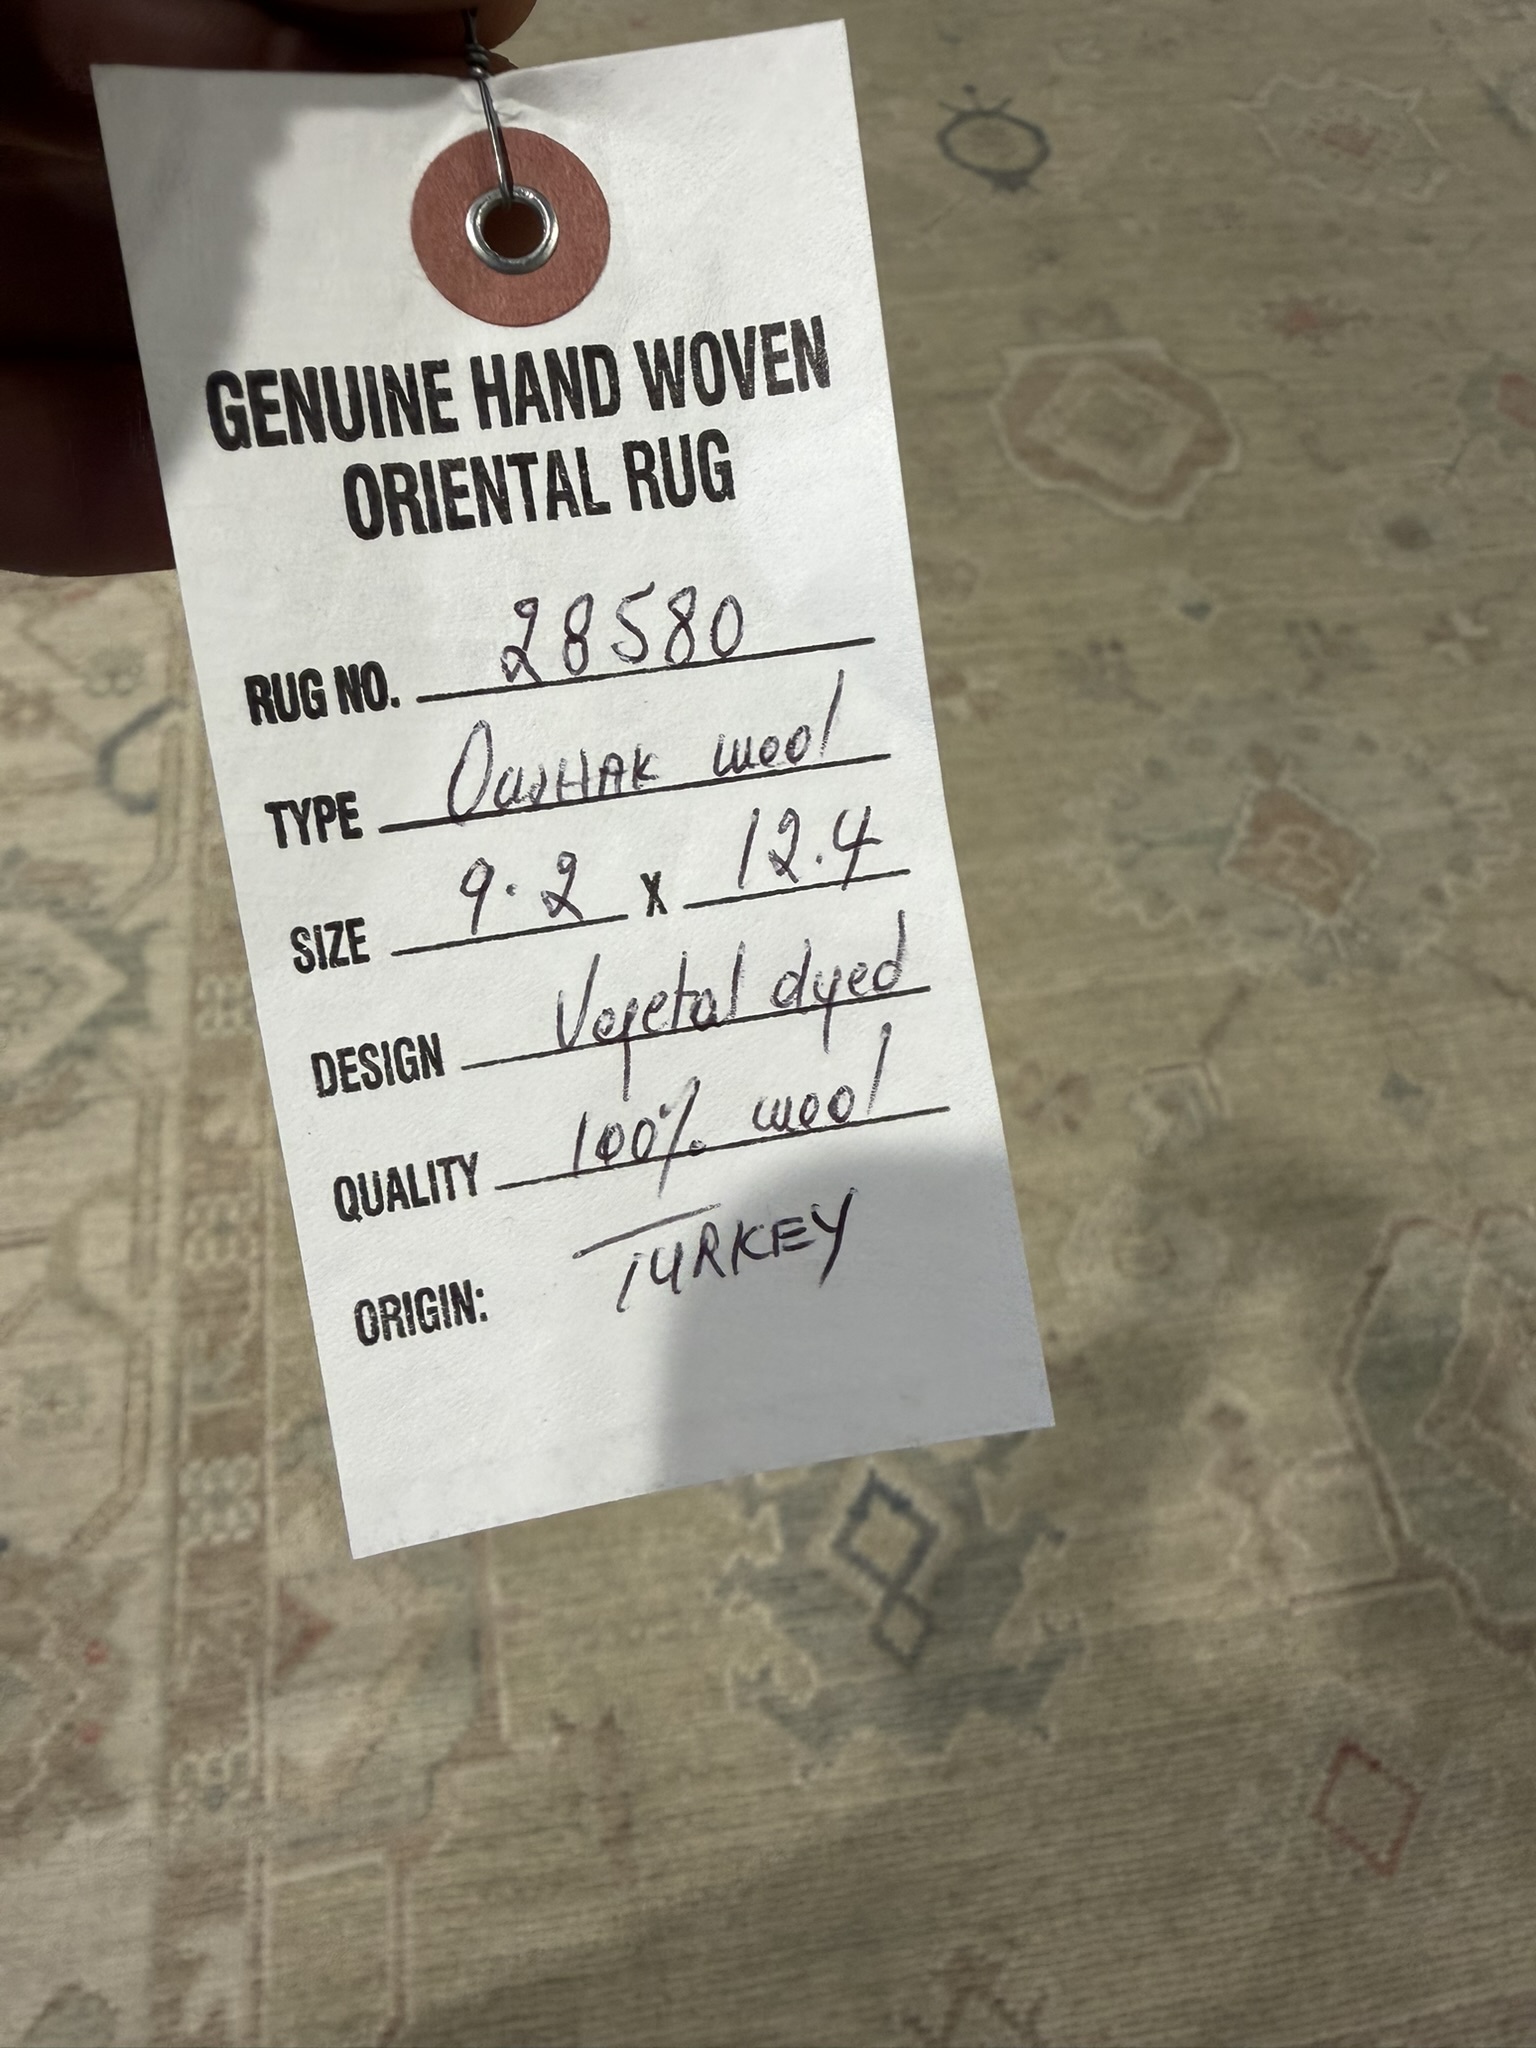 GENUINE HAND WOVEN
ORIENTAL RUG
RUG NO. 28580
TYPE OUSHAK wool
SIZE 9.2 X 12.4
DESIGN Vegetal dyed
QUALITY 100% wool
ORIGIN: TURKEY